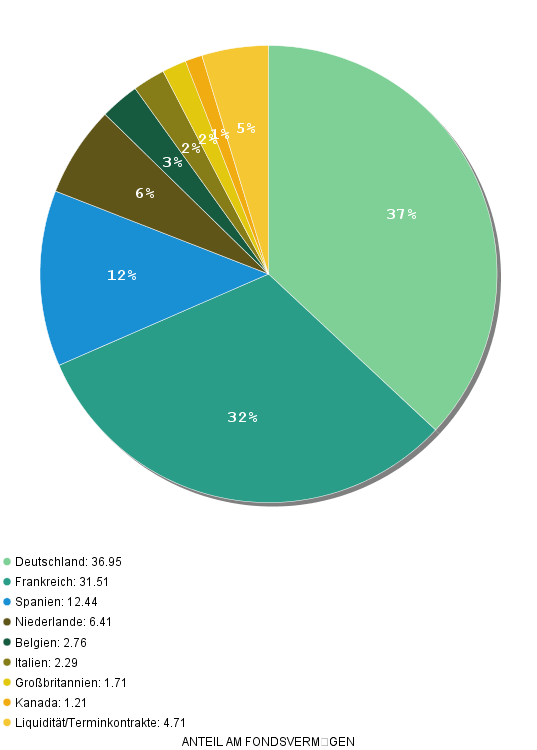 5%
1%
2%
2%
3%
6%
37%
12%
32%
Deutschland: 36.95
Frankreich: 31.51
Spanien: 12.44
Niederlande: 6.41
Belgien: 2.76
Italien: 2.29
Großbritannien: 1.71
Kanada: 1.21
Liquidität/Terminkontrakte: 4.71
ANTEIL AM FONDSVERM□GEN